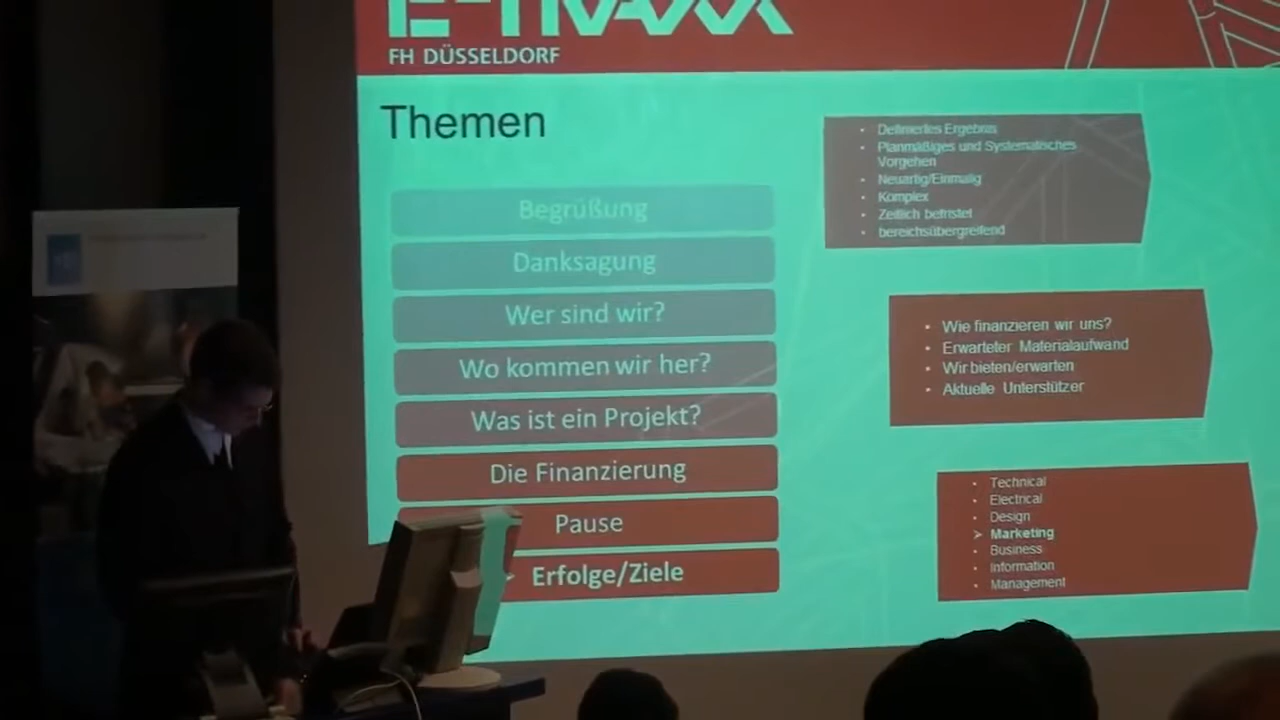 E-TRAXX
FH DÜSSELDORF
Themen
Begrüßung
Danksagung
Wer sind wir?
Wo kommen wir her?
Was ist ein Projekt?
Die Finanzierung
Pause
Erfolge/Ziele
• Definiertes Ergebnis
• Planmäßiges und Systematisches
Vorgehen
• Neuartig/Einmalig
• Komplex
• Zeitlich befristet
• bereichsübergreifend
• Wie finanzieren wir uns?
• Erwarteter Materialaufwand
• Wir bieten/erwarten
• Aktuelle Unterstützer
• Technical
• Electrical
• Design
➢ Marketing
• Business
• Information
• Management